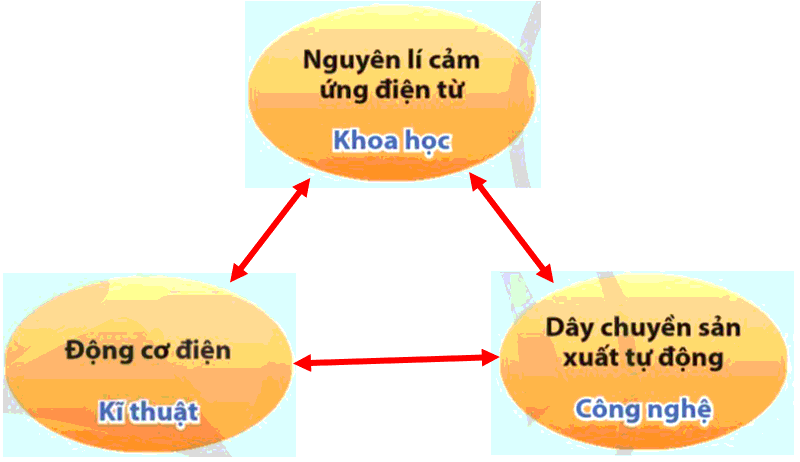 Nguyên lí cảm
ứng điện từ
Khoa học
Động cơ điện
Kĩ thuật
Dây chuyền sản
xuất tự động
Công nghệ